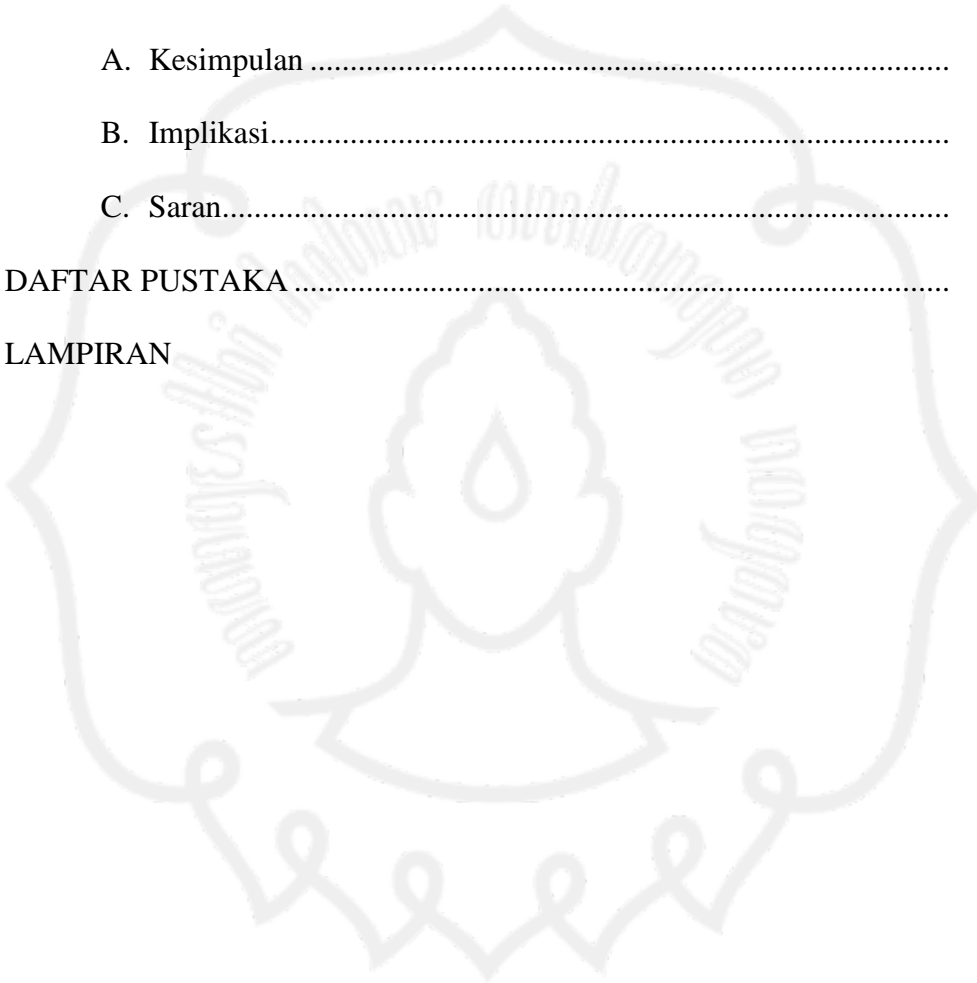 A. Kesimpulan ................................................................................
B. Implikasi.....................................................................................
C. Saran...........................................................................................
DAFTAR PUSTAKA ...................................................................................
LAMPIRAN